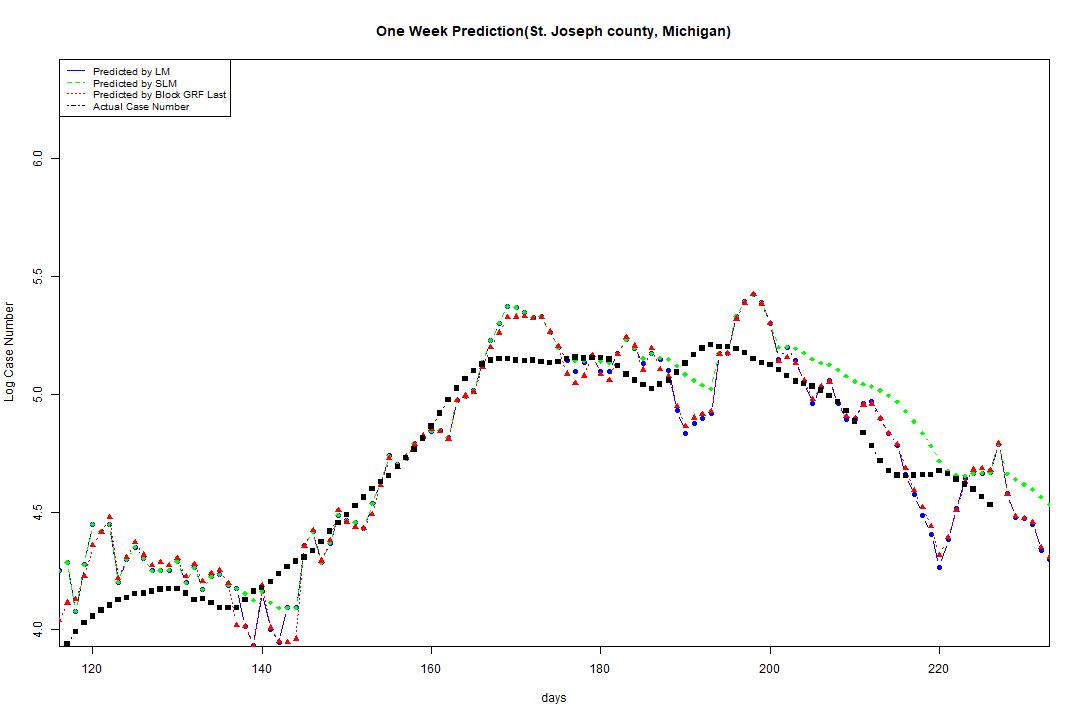 One Week Prediction(St. Joseph county, Michigan)
Predicted by LM
Predicted by SLM
Predicted by Block GRF Last
Actual Case Number
6.0
5.5
5.0
4.5
4.0
Log Case Number
120 140 160 180 200 220
days